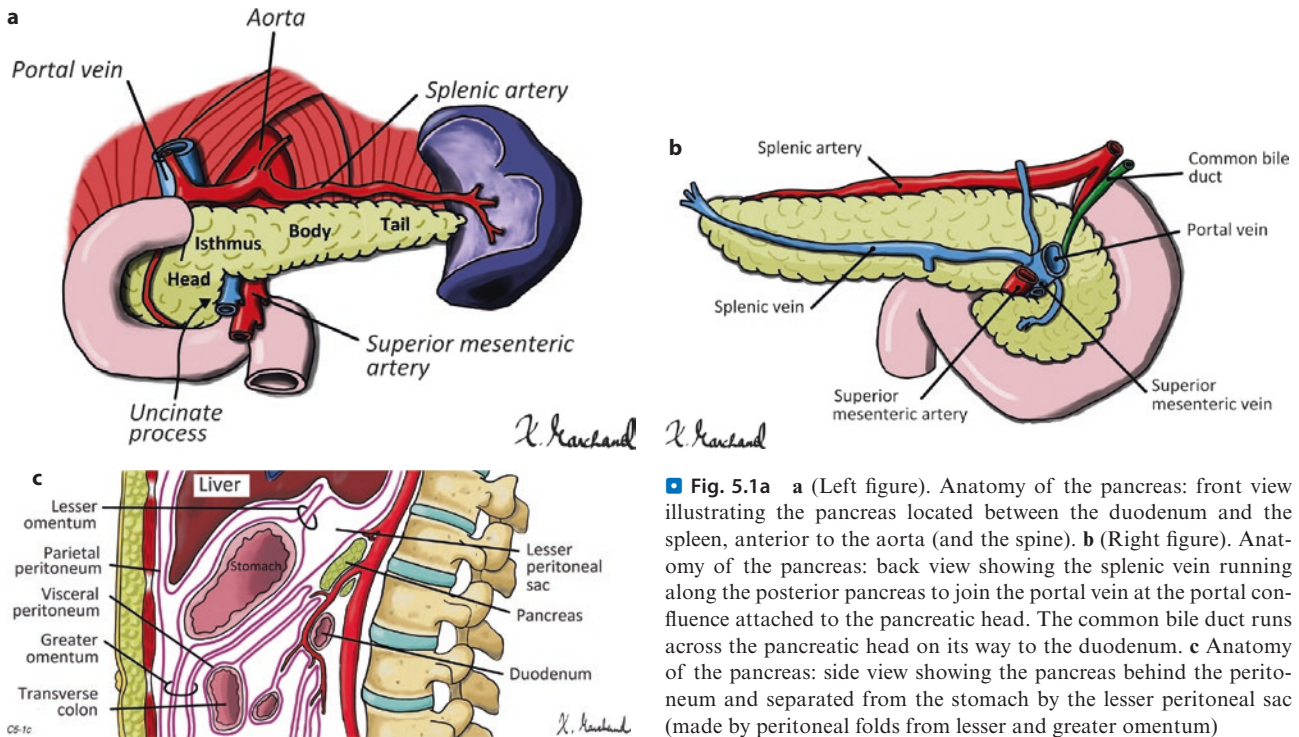 a
Aorta
Portal vein
Splenic artery
Isthmus
Body
Tail
Head
Superior mesenteric
artery
Uncinate
process
X. Marchand
b
Splenic artery
Common bile
duct
Portal vein
Splenic vein
Superior
mesenteric artery
Superior
mesenteric vein
X. Marchand
c
Liver
Lesser
omentum
Parietal
peritoneum
Stomach
Visceral
peritoneum
Greater
omentum
Transverse
colon
Lesser
peritoneal
sac
Pancreas
Duodenum
C5-1c
X. Marchand
Fig. 5.1a a (Left figure). Anatomy of the pancreas: front view
illustrating the pancreas located between the duodenum and the
spleen, anterior to the aorta (and the spine). b (Right figure). Anat-
omy of the pancreas: back view showing the splenic vein running
along the posterior pancreas to join the portal vein at the portal con-
fluence attached to the pancreatic head. The common bile duct runs
across the pancreatic head on its way to the duodenum. c Anatomy
of the pancreas: side view showing the pancreas behind the perito-
neum and separated from the stomach by the lesser peritoneal sac
(made by peritoneal folds from lesser and greater omentum)